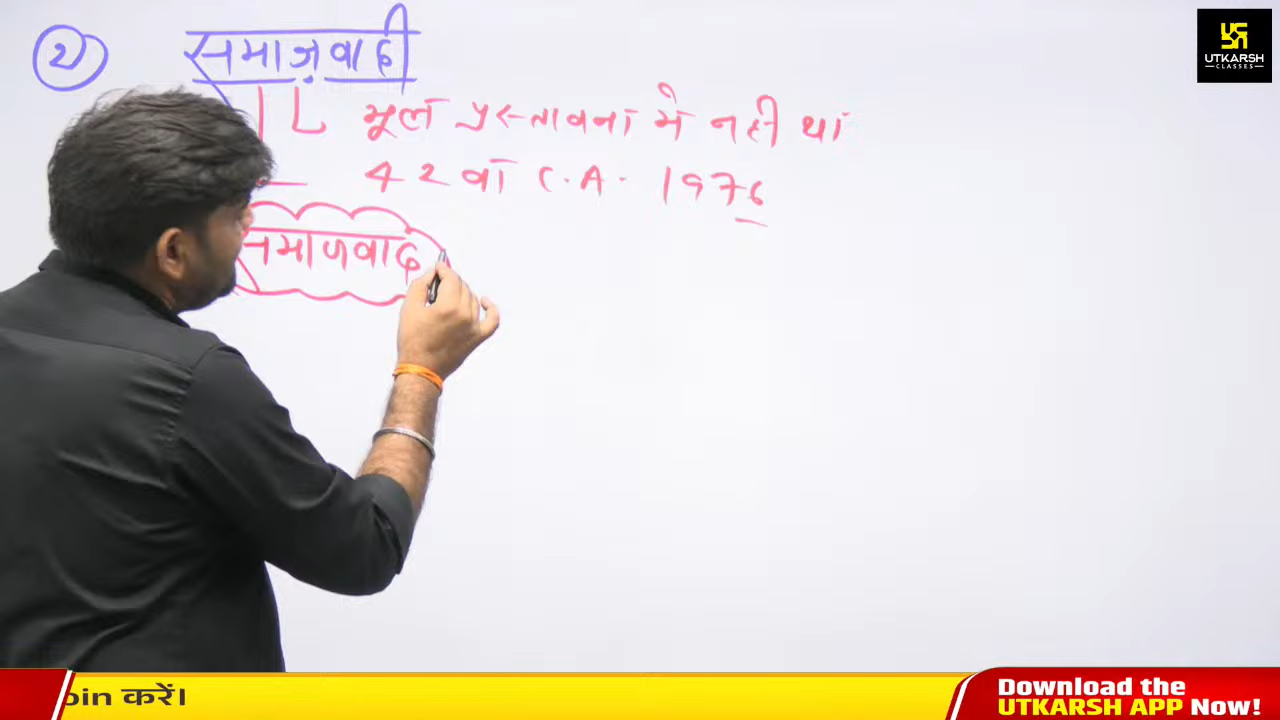 2) समाजवादी
UTKARSH
CLASSES
मूल प्रस्तावना में नही था
42 वां C.A. 1976
समाजवाद
oin करें।
Download the
UTKARSH APP Now!